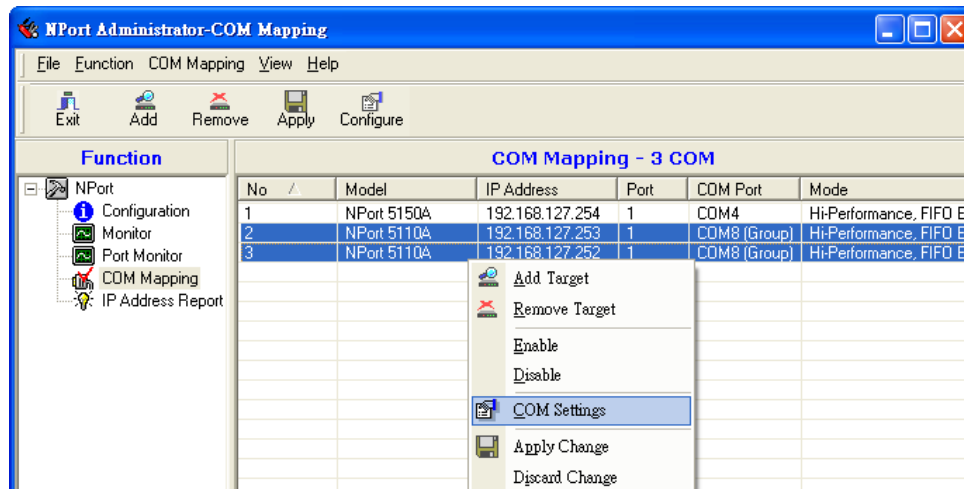 NPort Administrator-COM Mapping
File Function COM Mapping View Help
Exit Add Remove Apply Configure
Function
COM Mapping - 3 COM
NPort
Configuration
Monitor
Port Monitor
COM Mapping
IP Address Report
No Model IP Address Port COM Port Mode
1 NPort 5150A 192.168.127.254 1 COM4 Hi-Performance, FIFO E
2 NPort 5110A 192.168.127.253 1 COM8 (Group) Hi-Performance, FIFO E
3 NPort 5110A 192.168.127.252 1 COM8 (Group) Hi-Performance, FIFO E
Add Target
Remove Target
Enable
Disable
COM Settings
Apply Change
Discard Change